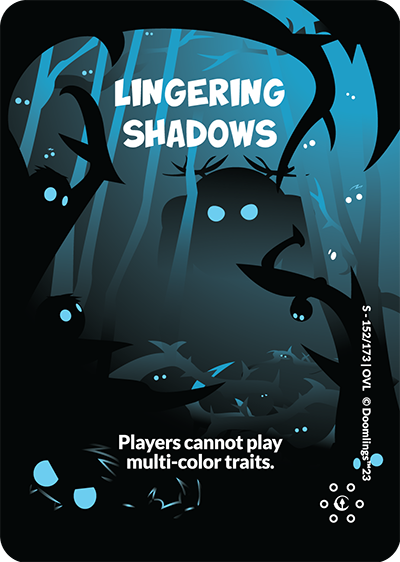 LINGERING
SHADOWS
Players cannot play
multi-color traits.
S - 152/173 | OVL © Doomlings™23